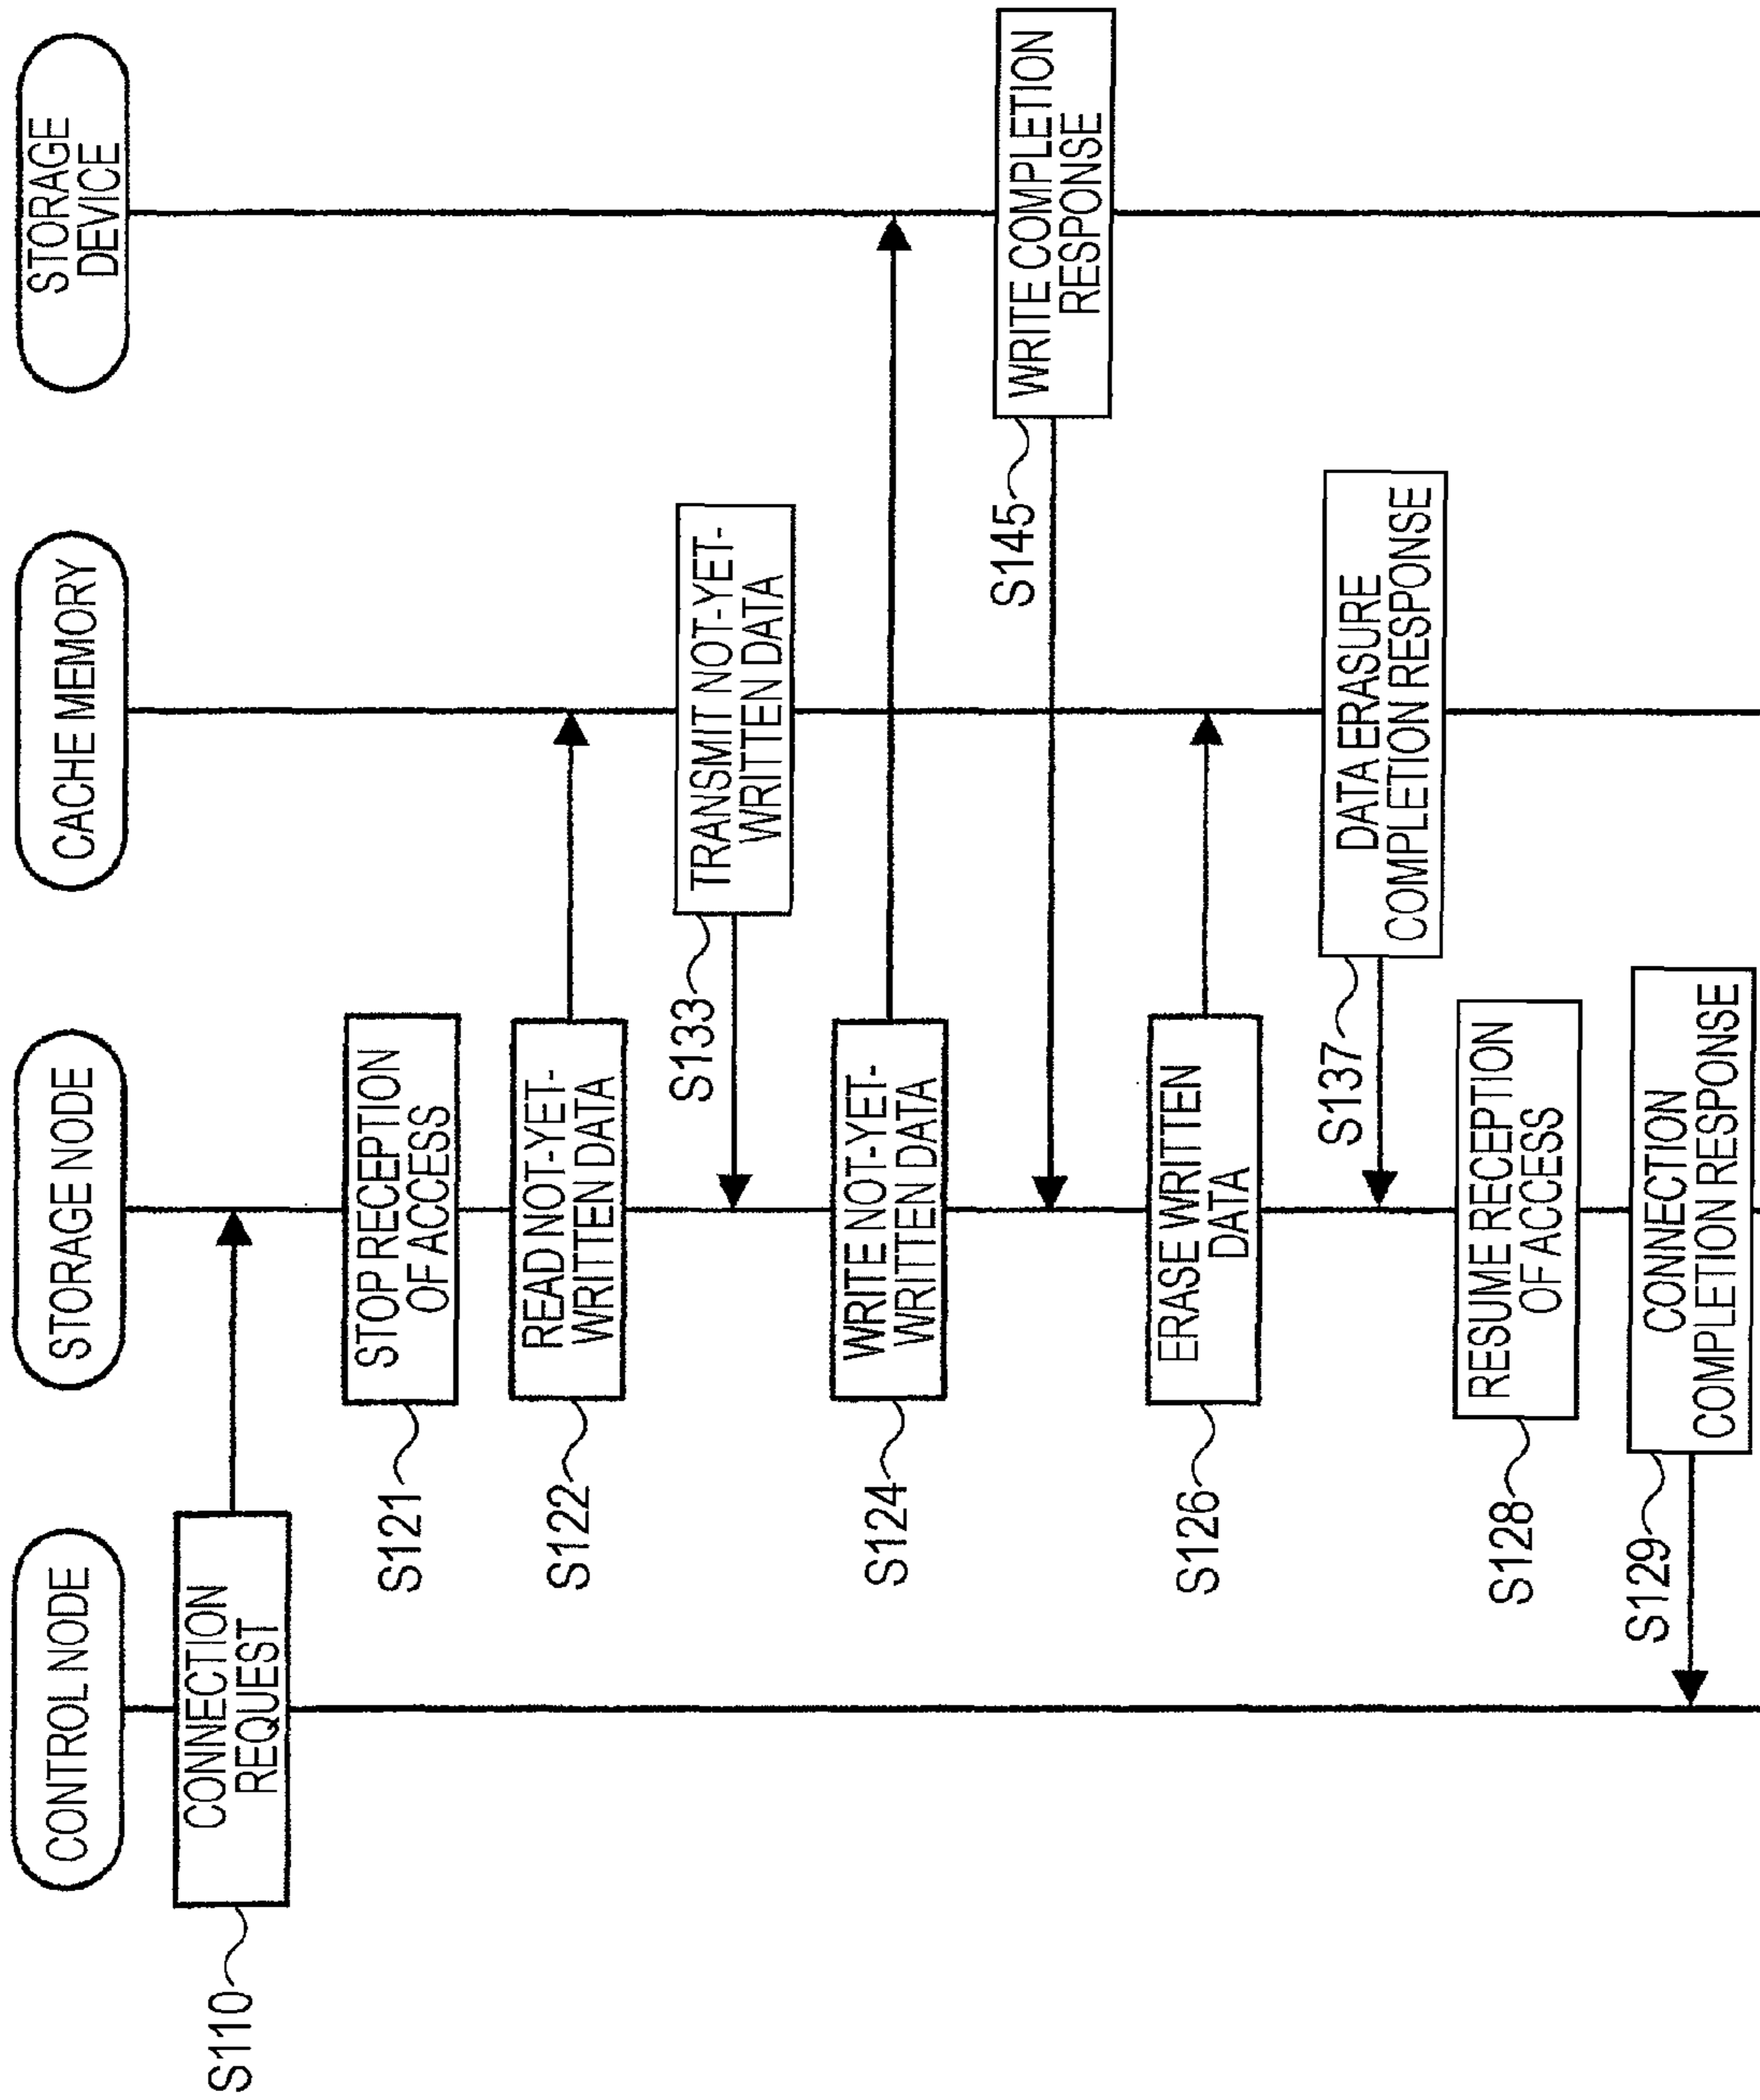 CONTROL NODE
STORAGE NODE
CACHE MEMORY
STORAGE
DEVICE
S110
CONNECTION
REQUEST
S121
STOP RECEPTION
OF ACCESS
S122
READ NOT-YET-
WRITTEN DATA
S133
TRANSMIT NOT-YET-
WRITTEN DATA
S124
WRITE NOT-YET-
WRITTEN DATA
S145
WRITE COMPLETION
RESPONSE
S126
ERASE WRITTEN
DATA
S137
DATA ERASURE
COMPLETION RESPONSE
S128
RESUME RECEPTION
OF ACCESS
S129
CONNECTION
COMPLETION RESPONSE